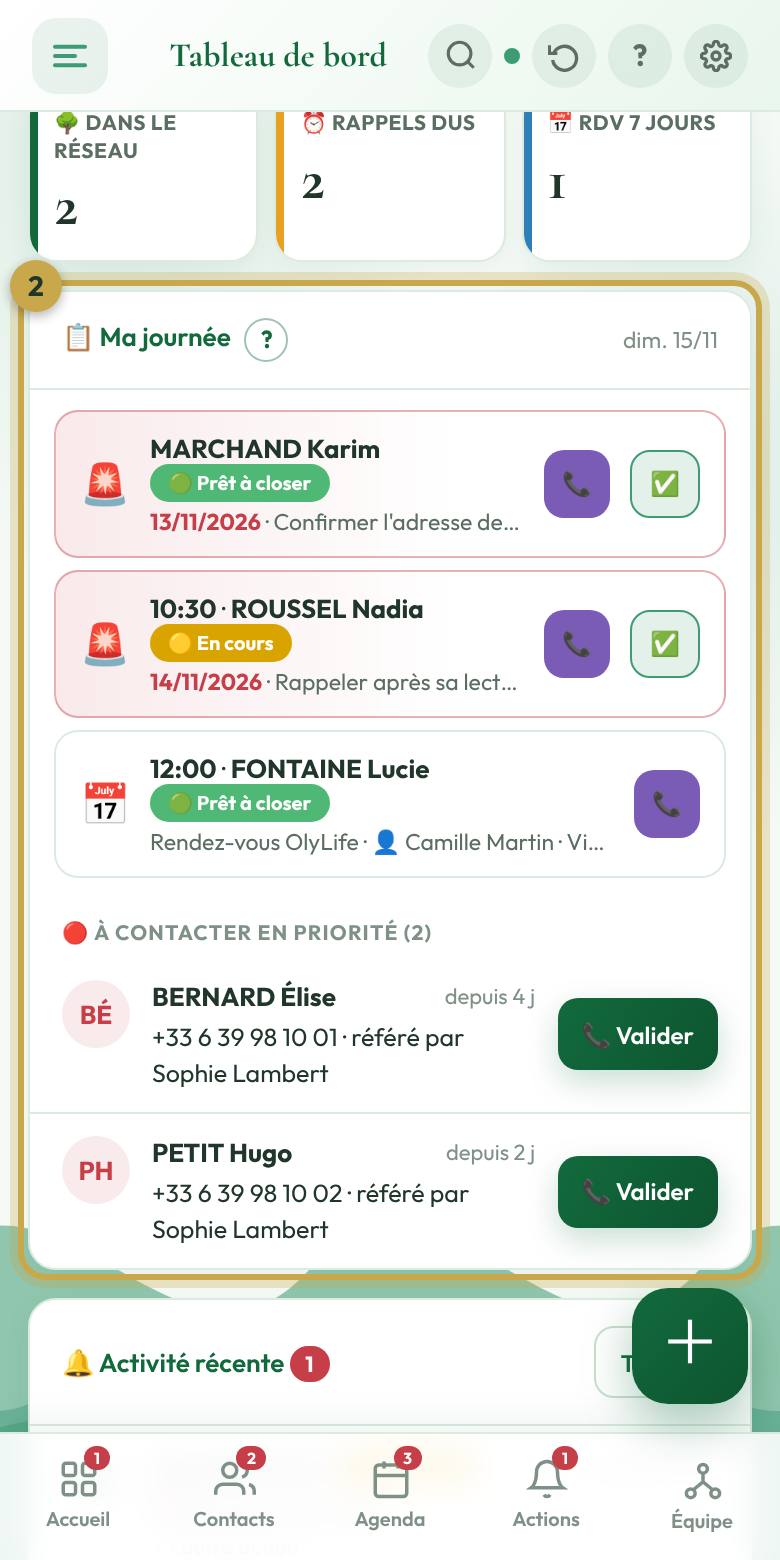 Tableau de bord
?
DANS LE
RÉSEAU
2
RAPPELS DUS
2
RDV 7 JOURS
1
2
Ma journée ?
dim. 15/11
MARCHAND Karim
Prêt à closer
13/11/2026 · Confirmer l'adresse de...
10:30 · ROUSSEL Nadia
En cours
14/11/2026 · Rappeler après sa lect...
July
17
12:00 · FONTAINE Lucie
Prêt à closer
Rendez-vous OlyLife · Camille Martin · Vi...
À CONTACTER EN PRIORITÉ (2)
BÉ
BERNARD Élise
depuis 4 j
+33 6 39 98 10 01 · référé par
Sophie Lambert
Valider
PH
PETIT Hugo
depuis 2 j
+33 6 39 98 10 02 · référé par
Sophie Lambert
Valider
Activité récente 1
1
Accueil
2
Contacts
3
Agenda
1
Actions
Équipe